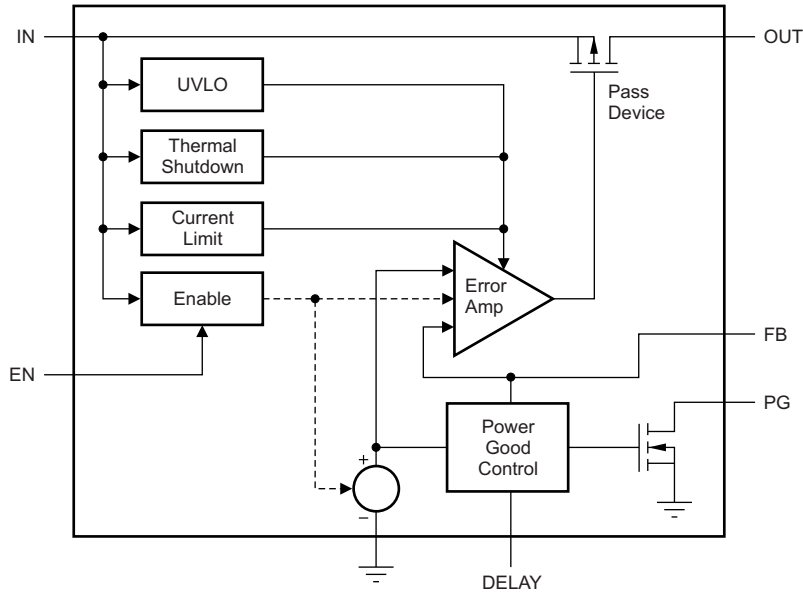 IN
OUT
UVLO
Pass
Device
Thermal
Shutdown
Current
Limit
Error
Amp
Enable
FB
EN
PG
Power
Good
Control
+
–
DELAY